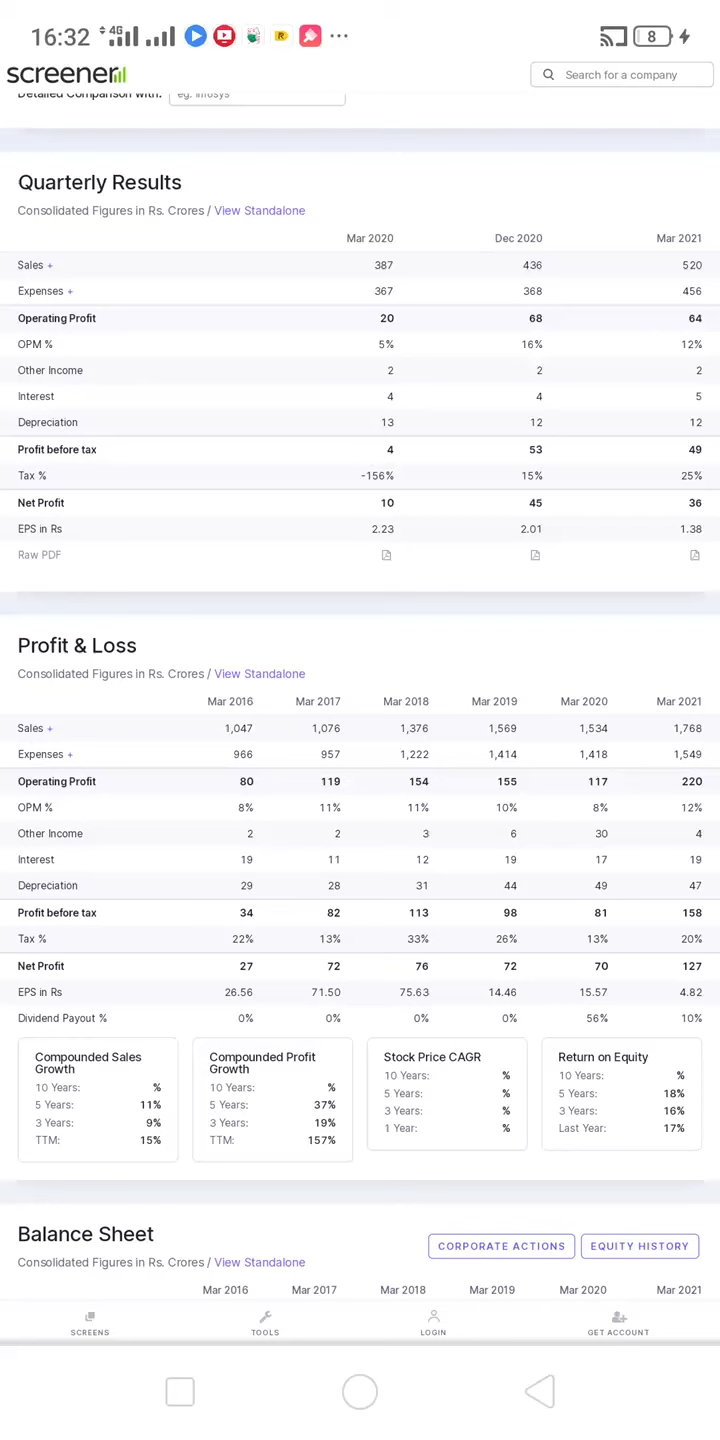 16:32 4G R 8
screener Search for a company
Detailed Comparison with: eg. Infosys
Quarterly Results
Consolidated Figures in Rs. Crores / View Standalone
Mar 2020 Dec 2020 Mar 2021
Sales + 387 436 520
Expenses + 367 368 456
Operating Profit 20 68 64
OPM % 5% 16% 12%
Other Income 2 2 2
Interest 4 4 5
Depreciation 13 12 12
Profit before tax 4 53 49
Tax % -156% 15% 25%
Net Profit 10 45 36
EPS in Rs 2.23 2.01 1.38
Raw PDF
Profit & Loss
Consolidated Figures in Rs. Crores / View Standalone
Mar 2016 Mar 2017 Mar 2018 Mar 2019 Mar 2020 Mar 2021
Sales + 1,047 1,076 1,376 1,569 1,534 1,768
Expenses + 966 957 1,222 1,414 1,418 1,549
Operating Profit 80 119 154 155 117 220
OPM % 8% 11% 11% 10% 8% 12%
Other Income 2 2 3 6 30 4
Interest 19 11 12 19 17 19
Depreciation 29 28 31 44 49 47
Profit before tax 34 82 113 98 81 158
Tax % 22% 13% 33% 26% 13% 20%
Net Profit 27 72 76 72 70 127
EPS in Rs 26.56 71.50 75.63 14.46 15.57 4.82
Dividend Payout % 0% 0% 0% 0% 56% 10%
Compounded Sales
Growth
10 Years: %
5 Years: 11%
3 Years: 9%
TTM: 15%
Compounded Profit
Growth
10 Years: %
5 Years: 37%
3 Years: 19%
TTM: 157%
Stock Price CAGR
10 Years: %
5 Years: %
3 Years: %
1 Year: %
Return on Equity
10 Years: %
5 Years: 18%
3 Years: 16%
Last Year: 17%
Balance Sheet
CORPORATE ACTIONS EQUITY HISTORY
Consolidated Figures in Rs. Crores / View Standalone
Mar 2016 Mar 2017 Mar 2018 Mar 2019 Mar 2020 Mar 2021
SCREENS TOOLS LOGIN GET ACCOUNT